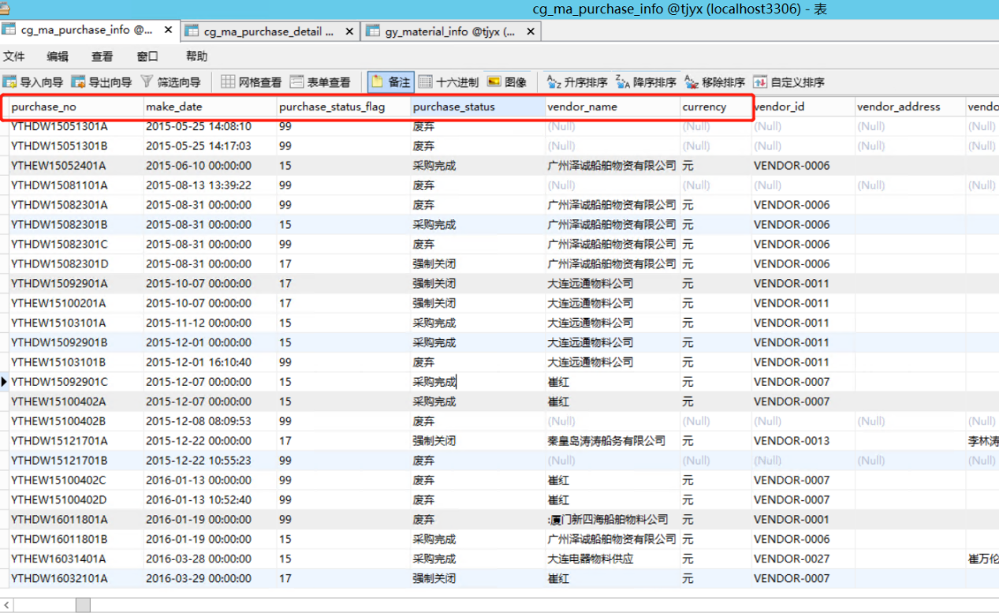 cg_ma_purchase_info @tjyx (localhost3306) - 表
cg_ma_purchase_info @... × cg_ma_purchase_detail ... × gy_material_info @tjyx (... ×
文件 编辑 查看 窗口 帮助
导入向导 导出向导 筛选向导 网格查看 表单查看 备注 十六进制 图像 升序排序 降序排序 移除排序 自定义排序
purchase_no make_date purchase_status_flag purchase_status vendor_name currency vendor_id vendor_address vendo
YTHDW15051301A 2015-05-25 14:08:10 99 废弃 (Null) (Null) (Null) (Null) (Null)
YTHDW15051301B 2015-05-25 14:17:03 99 废弃 (Null) (Null) (Null) (Null) (Null)
YTHEW15052401A 2015-06-10 00:00:00 15 采购完成 广州泽诚船舶物资有限公司 元 VENDOR-0006
YTHDW15081101A 2015-08-13 13:39:22 99 废弃 (Null) (Null) (Null) (Null) (Null)
YTHDW15082301A 2015-08-31 00:00:00 99 废弃 广州泽诚船舶物资有限公司 元 VENDOR-0006
YTHDW15082301B 2015-08-31 00:00:00 15 采购完成 广州泽诚船舶物资有限公司 元 VENDOR-0006
YTHDW15082301C 2015-08-31 00:00:00 99 废弃 广州泽诚船舶物资有限公司 元 VENDOR-0006
YTHDW15082301D 2015-08-31 00:00:00 17 强制关闭 广州泽诚船舶物资有限公司 元 VENDOR-0006
YTHDW15092901A 2015-10-07 00:00:00 17 强制关闭 大连远通物料公司 元 VENDOR-0011
YTHEW15100201A 2015-10-07 00:00:00 17 强制关闭 大连远通物料公司 元 VENDOR-0011
YTHEW15103101A 2015-11-12 00:00:00 15 采购完成 大连远通物料公司 元 VENDOR-0011
YTHDW15092901B 2015-12-01 00:00:00 15 采购完成 大连远通物料公司 元 VENDOR-0011
YTHEW15103101B 2015-12-01 16:10:40 99 废弃 大连远通物料公司 元 VENDOR-0011
YTHDW15092901C 2015-12-07 00:00:00 15 采购完成 崔红 元 VENDOR-0007
YTHEW15100402A 2015-12-07 00:00:00 15 采购完成 崔红 元 VENDOR-0007
YTHEW15100402B 2015-12-08 08:09:53 99 废弃 (Null) (Null) (Null) (Null) (Null)
YTHDW15121701A 2015-12-22 00:00:00 17 强制关闭 秦皇岛涛涛船务有限公司 元 VENDOR-0013 李林涛
YTHDW15121701B 2015-12-22 10:55:23 99 废弃 (Null) (Null) (Null) (Null) (Null)
YTHEW15100402C 2016-01-13 00:00:00 99 废弃 崔红 元 VENDOR-0007
YTHEW15100402D 2016-01-13 10:52:40 99 废弃 崔红 元 VENDOR-0007
YTHDW16011801A 2016-01-19 00:00:00 99 废弃 :厦门新四海船舶物料公司 元 VENDOR-0001
YTHDW16011801B 2016-01-19 00:00:00 15 采购完成 广州泽诚船舶物资有限公司 元 VENDOR-0006
YTHEW16031401A 2016-03-28 00:00:00 15 采购完成 大连电器物料供应 元 VENDOR-0027 崔万伦
YTHDW16032101A 2016-03-29 00:00:00 17 强制关闭 崔红 元 VENDOR-0007